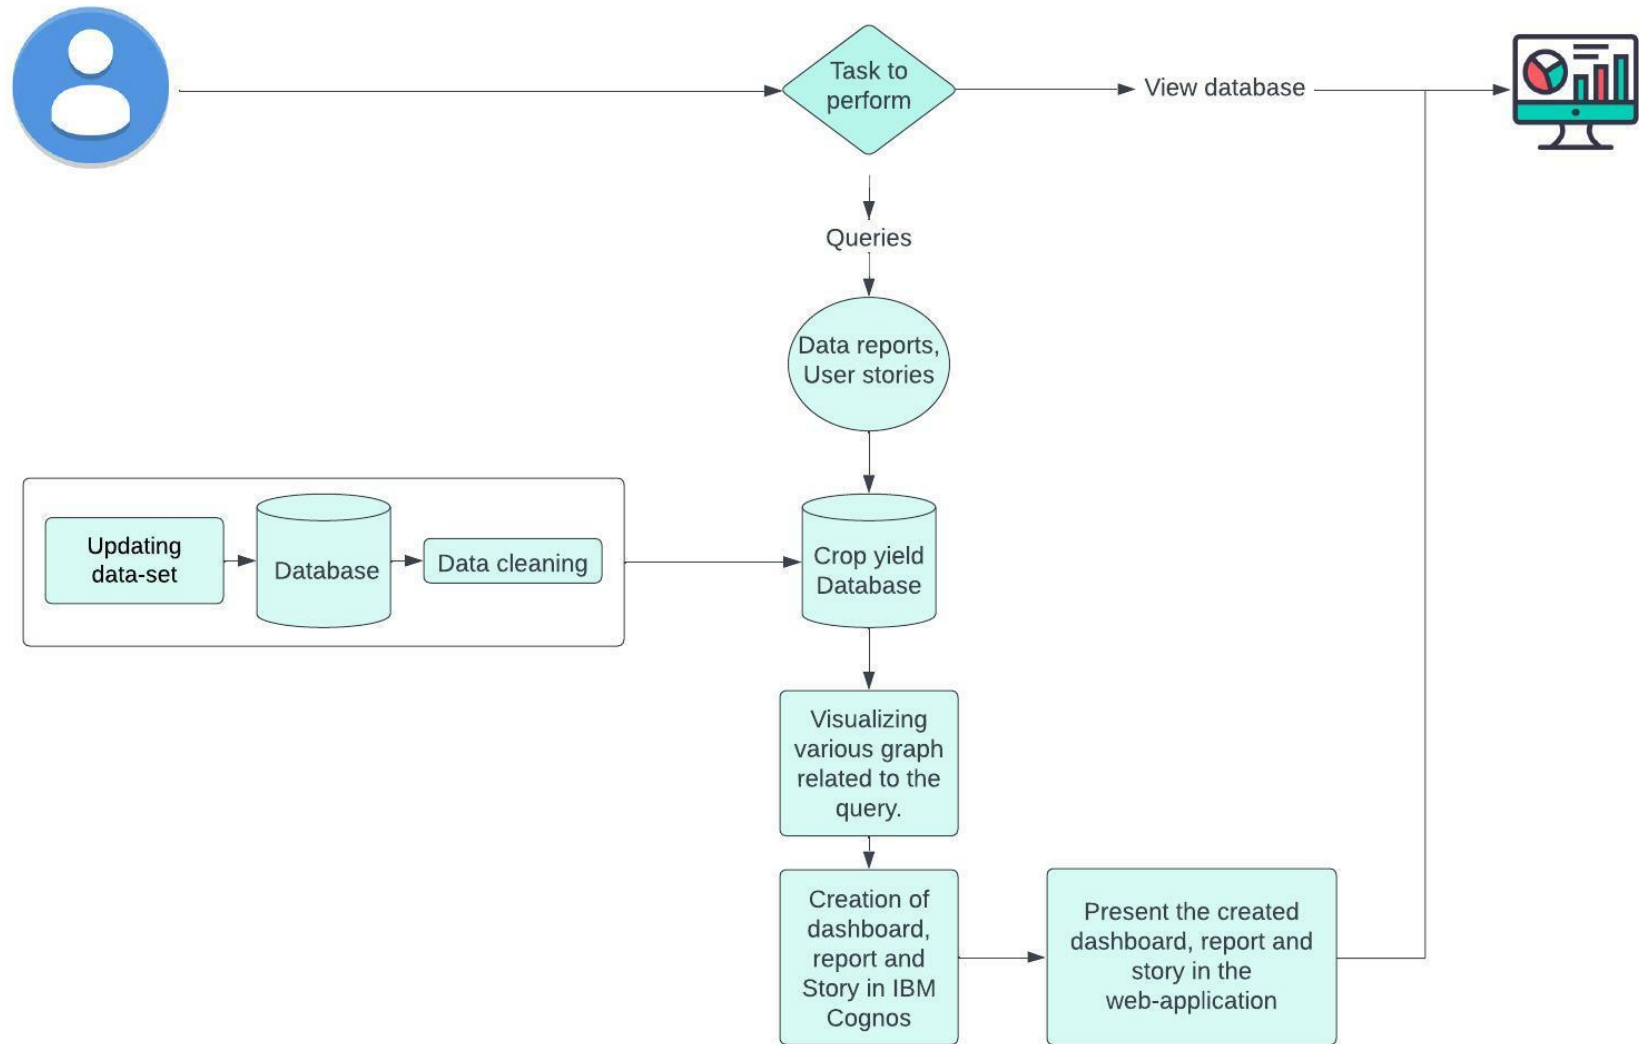 Task to
perform
View database
Queries
Data reports,
User stories
Updating
data-set
Database
Data cleaning
Crop yield
Database
Visualizing
various graph
related to the
query.
Creation of
dashboard,
report and
Story in IBM
Cognos
Present the created
dashboard, report and
story in the
web-application